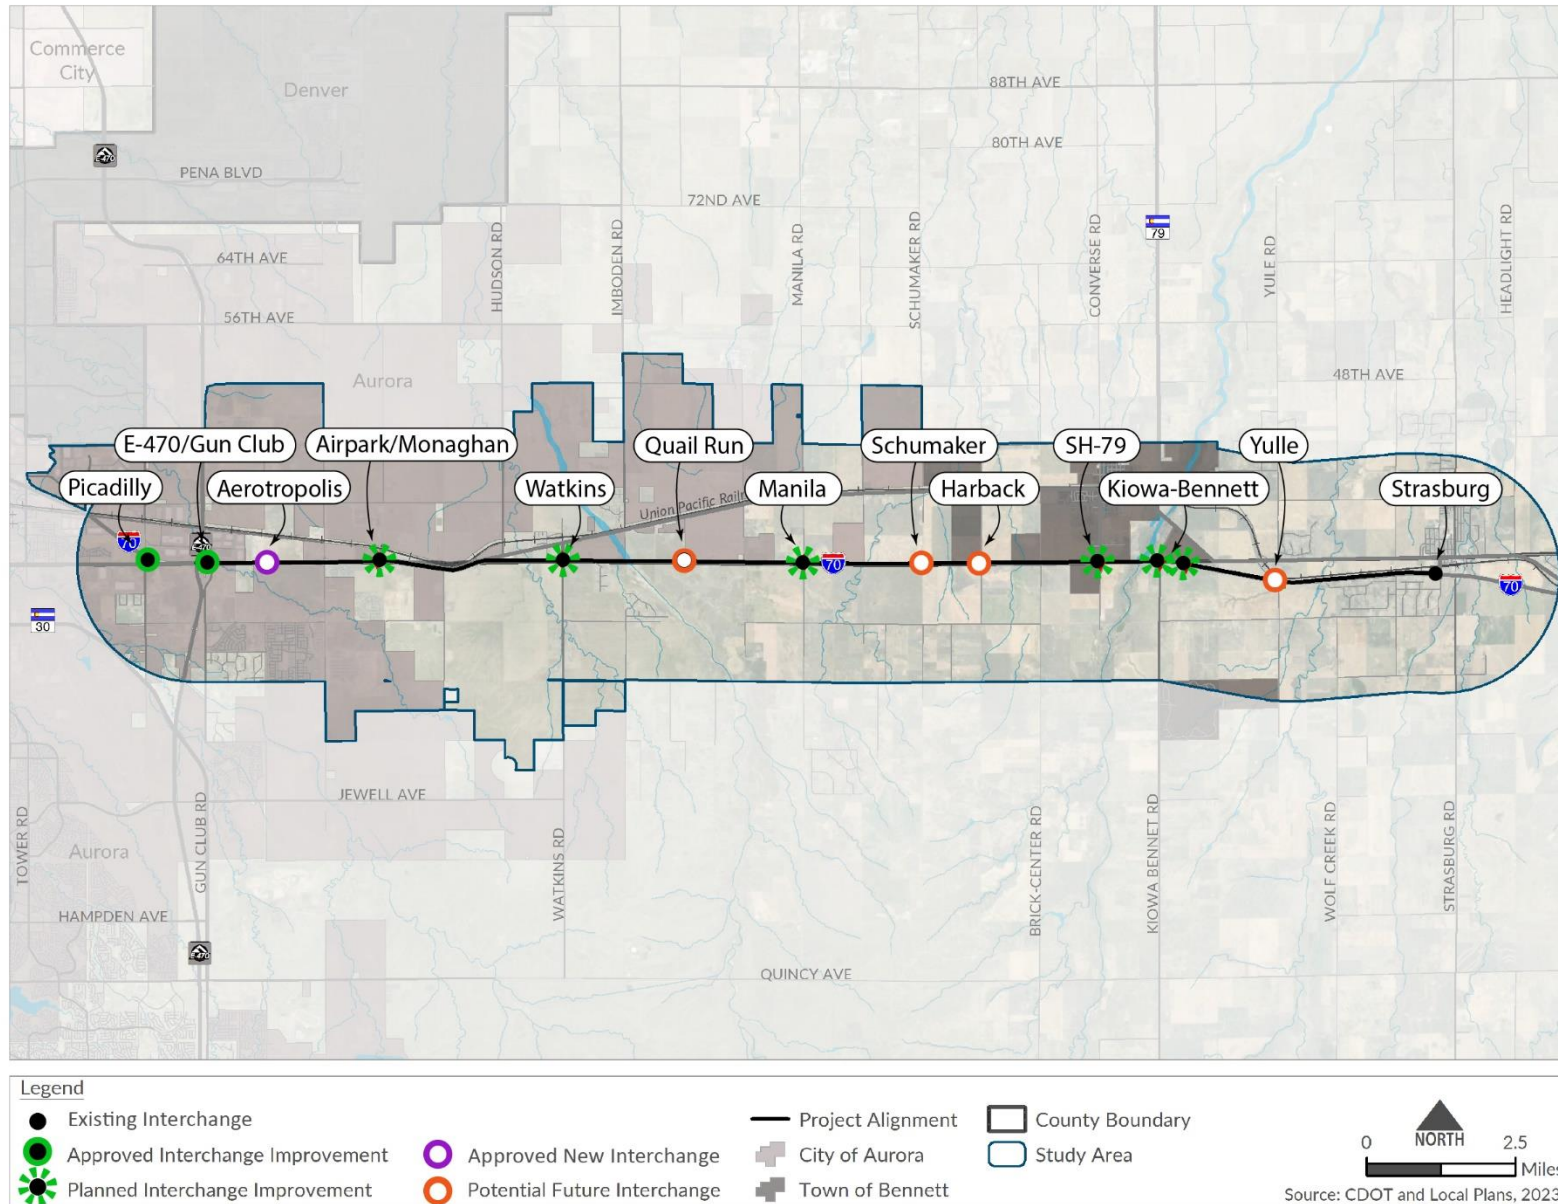 Commerce
City
Denver
88TH AVE
E-470
80TH AVE
PENA BLVD
72ND AVE
HUDSON RD
IMBODEN RD
MANILA RD
SCHUMAKER RD
CONVERSE RD
79
YULE RD
HEADLIGHT RD
64TH AVE
56TH AVE
Aurora
48TH AVE
E-470/Gun Club
Airpark/Monaghan
Quail Run
Schumaker
SH-79
Yulle
Picadilly
Aerotropolis
Watkins
Manila
Harback
Kiowa-Bennett
Strasburg
Union Pacific Railr
70
E-470
70
70
30
JEWELL AVE
TOWER RD
Aurora
GUN CLUB RD
WATKINS RD
BRICK-CENTER RD
KIOWA BENNET RD
WOLF CREEK RD
STRASBURG RD
HAMPDEN AVE
E-470
QUINCY AVE
Legend
Existing Interchange
Approved Interchange Improvement
Planned Interchange Improvement
Approved New Interchange
Potential Future Interchange
Project Alignment
City of Aurora
Town of Bennett
County Boundary
Study Area
NORTH
0 2.5
Miles
Source: CDOT and Local Plans, 2023